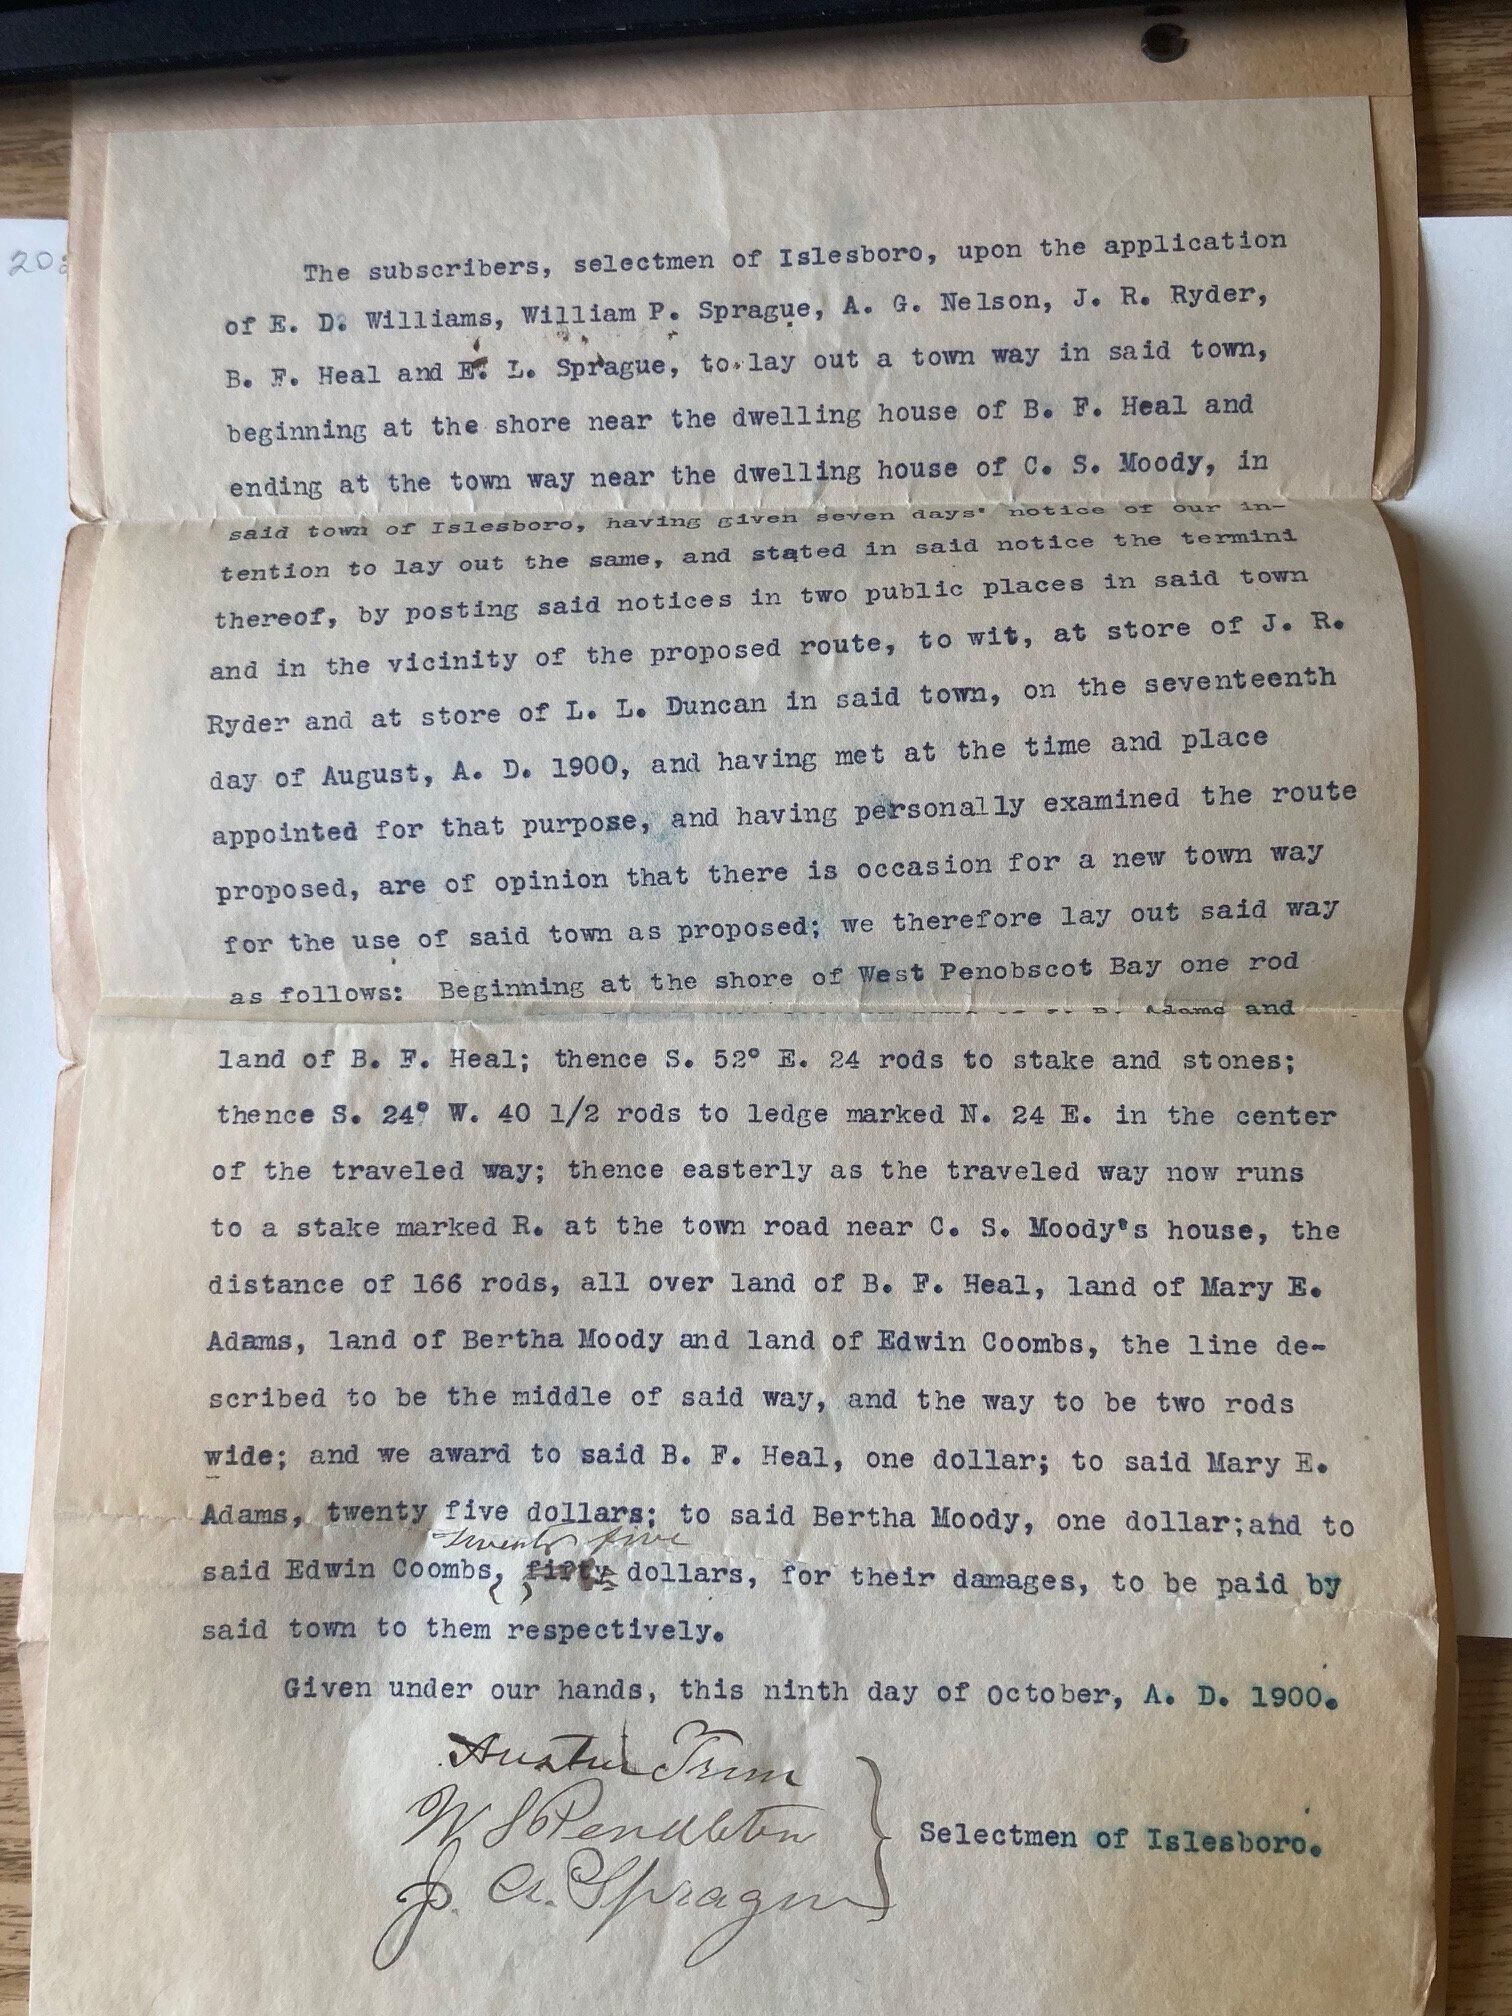 20
The subscribers, selectmen of Islesboro, upon the application
of E. D. Williams, William P. Sprague, A. G. Nelson, J. R. Ryder,
B. F. Heal and E. L. Sprague, to lay out a town way in said town,
beginning at the shore near the dwelling house of B. F. Heal and
ending at the town way near the dwelling house of C. S. Moody, in
said town of Islesboro, having given seven days' notice of our in-
tention to lay out the same, and stated in said notice the termini
thereof, by posting said notices in two public places in said town
and in the vicinity of the proposed route, to wit, at store of J. R.
Ryder and at store of L. L. Duncan in said town, on the seventeenth
day of August, A. D. 1900, and having met at the time and place
appointed for that purpose, and having personally examined the route
proposed, are of opinion that there is occasion for a new town way
for the use of said town as proposed; we therefore lay out said way
as follows: Beginning at the shore of West Penobscot Bay one rod
Adams and
land of B. F. Heal; thence S. 52° E. 24 rods to stake and stones;
thence S. 24° W. 40 1/2 rods to ledge marked N. 24 E. in the center
of the traveled way; thence easterly as the traveled way now runs
to a stake marked R. at the town road near C. S. Moody's house, the
distance of 166 rods, all over land of B. F. Heal, land of Mary E.
Adams, land of Bertha Moody and land of Edwin Coombs, the line de-
scribed to be the middle of said way, and the way to be two rods
wide; and we award to said B. F. Heal, one dollar; to said Mary E.
Adams, twenty five dollars; to said Bertha Moody, one dollar;and to
twenty five
said Edwin Coombs, fifty dollars, for their damages, to be paid by
said town to them respectively.
Given under our hands, this ninth day of October, A. D. 1900.
Austin Trim
W S Pendleton
J. A. Sprague
Selectmen of Islesboro.